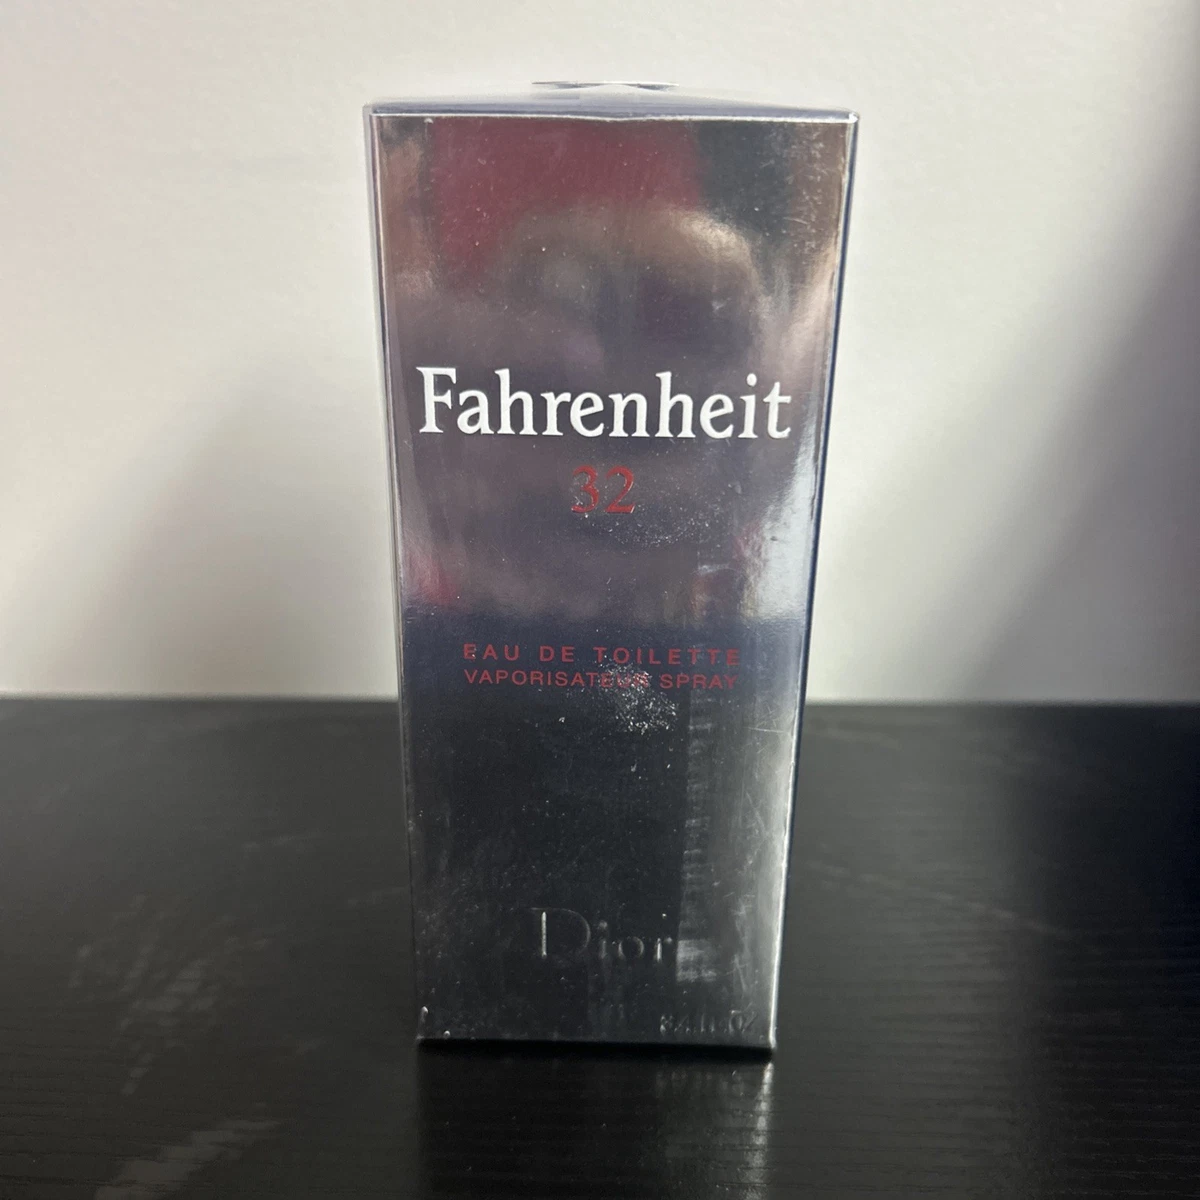 Fahrenheit
32
EAU DE TOILETTE
VAPORISATEUR SPRAY
Dior